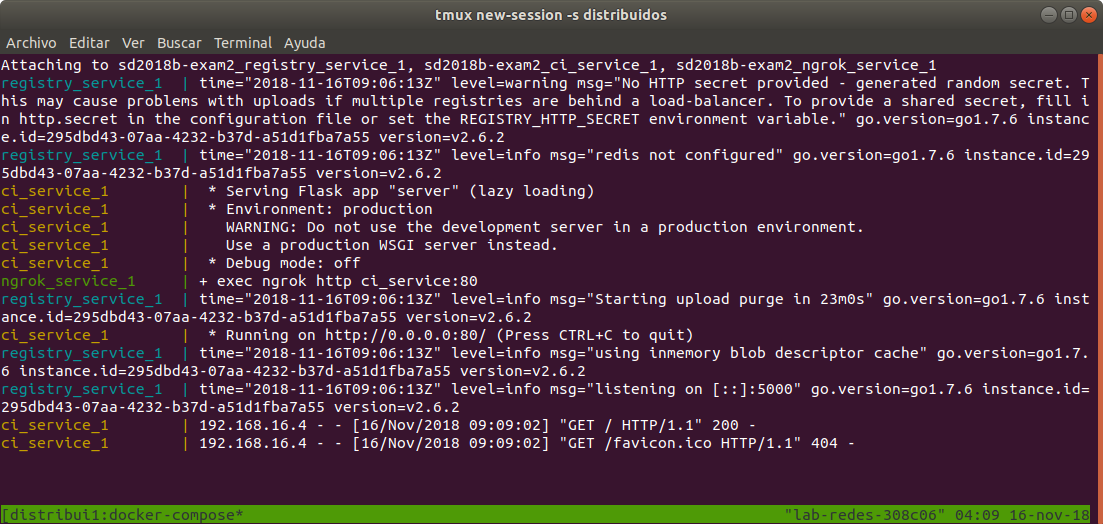 tmux new-session -s distribuidos
Archivo Editar Ver Buscar Terminal Ayuda
Attaching to sd2018b-exam2_registry_service_1, sd2018b-exam2_ci_service_1, sd2018b-exam2_ngrok_service_1
registry_service_1  | time="2018-11-16T09:06:13Z" level=warning msg="No HTTP secret provided - generated random secret. T
his may cause problems with uploads if multiple registries are behind a load-balancer. To provide a shared secret, fill i
n http.secret in the configuration file or set the REGISTRY_HTTP_SECRET environment variable." go.version=go1.7.6 instanc
e.id=295dbd43-07aa-4232-b37d-a51d1fba7a55 version=v2.6.2
registry_service_1  | time="2018-11-16T09:06:13Z" level=info msg="redis not configured" go.version=go1.7.6 instance.id=29
5dbd43-07aa-4232-b37d-a51d1fba7a55 version=v2.6.2
ci_service_1        |  * Serving Flask app "server" (lazy loading)
ci_service_1        |  * Environment: production
ci_service_1        |    WARNING: Do not use the development server in a production environment.
ci_service_1        |    Use a production WSGI server instead.
ci_service_1        |  * Debug mode: off
ngrok_service_1     | + exec ngrok http ci_service:80
registry_service_1  | time="2018-11-16T09:06:13Z" level=info msg="Starting upload purge in 23m0s" go.version=go1.7.6 inst
ance.id=295dbd43-07aa-4232-b37d-a51d1fba7a55 version=v2.6.2
ci_service_1        |  * Running on http://0.0.0.0:80/ (Press CTRL+C to quit)
registry_service_1  | time="2018-11-16T09:06:13Z" level=info msg="using inmemory blob descriptor cache" go.version=go1.7.
6 instance.id=295dbd43-07aa-4232-b37d-a51d1fba7a55 version=v2.6.2
registry_service_1  | time="2018-11-16T09:06:13Z" level=info msg="listening on [::]:5000" go.version=go1.7.6 instance.id=
295dbd43-07aa-4232-b37d-a51d1fba7a55 version=v2.6.2
ci_service_1        | 192.168.16.4 - - [16/Nov/2018 09:09:02] "GET / HTTP/1.1" 200 -
ci_service_1        | 192.168.16.4 - - [16/Nov/2018 09:09:02] "GET /favicon.ico HTTP/1.1" 404 -
[distribui1:docker-compose* "lab-redes-308c06" 04:09 16-nov-18